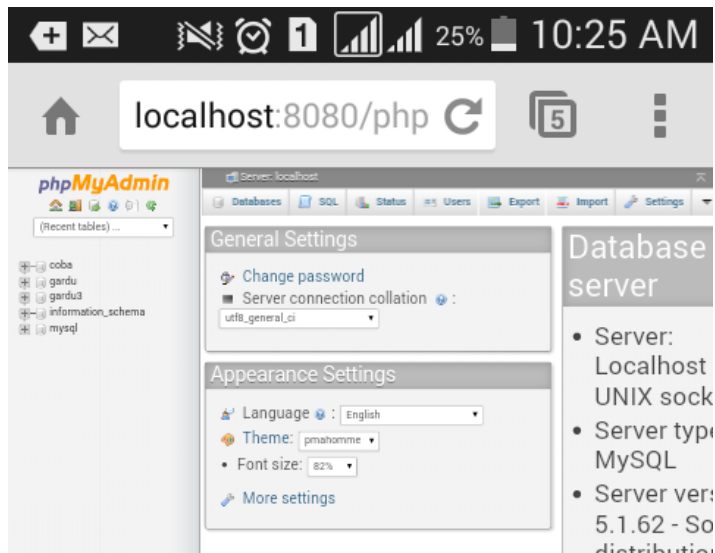 1 25% 10:25 AM
localhost:8080/php 5
phpMyAdmin
(Recent tables) ...
coba
gardu
gardu3
information_schema
mysql
Server: localhost
Databases SQL Status Users Export Import Settings
General Settings
Change password
Server connection collation :
utf8_general_ci
Appearance Settings
Language : English
Theme: pmahomme
Font size: 82%
More settings
Database
server
Server:
Localhost
UNIX sock
Server type
MySQL
Server vers
5.1.62 - So
distribution